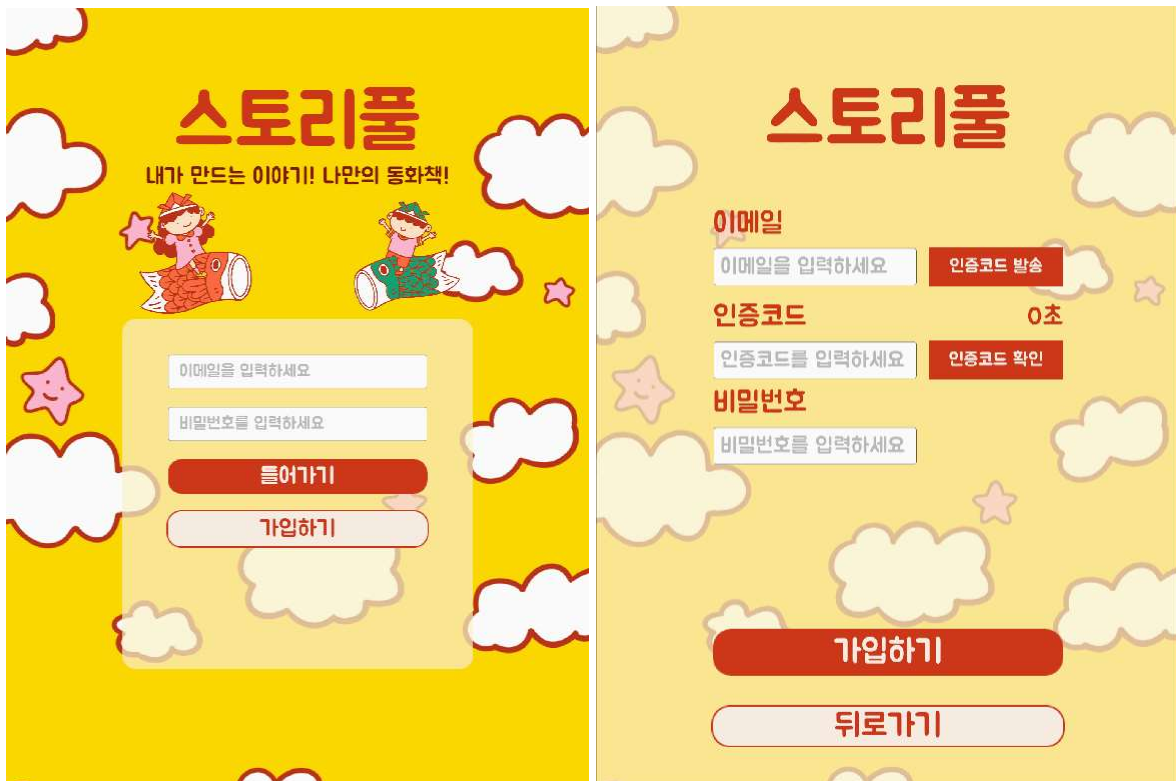 스토리풀
내가 만드는 이야기! 나만의 동화책!
이메일을 입력하세요
비밀번호를 입력하세요
들어가기
가입하기
스토리풀
이메일
이메일을 입력하세요
인증코드 발송
인증코드
0초
인증코드를 입력하세요
인증코드 확인
비밀번호
비밀번호를 입력하세요
가입하기
뒤로가기